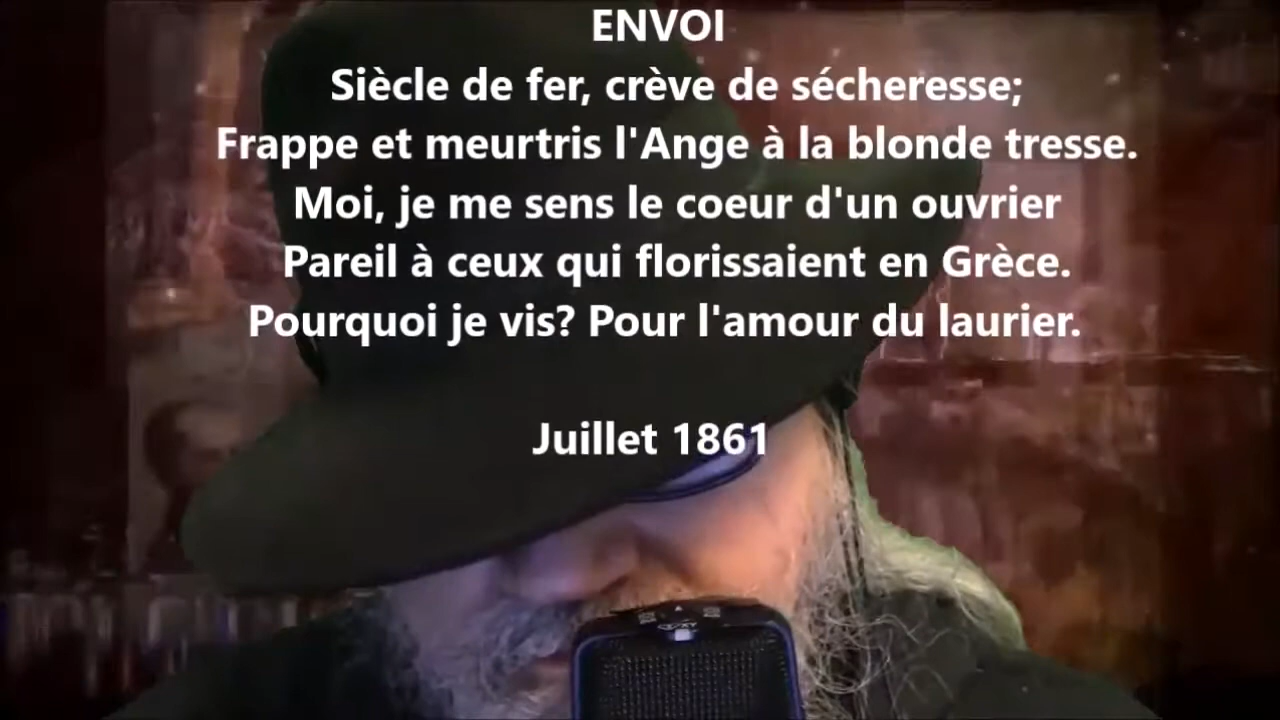 ENVOI
Siècle de fer, crève de sécheresse;
Frappe et meurtris l'Ange à la blonde tresse.
Moi, je me sens le coeur d'un ouvrier
Pareil à ceux qui florissaient en Grèce.
Pourquoi je vis? Pour l'amour du laurier.
Juillet 1861